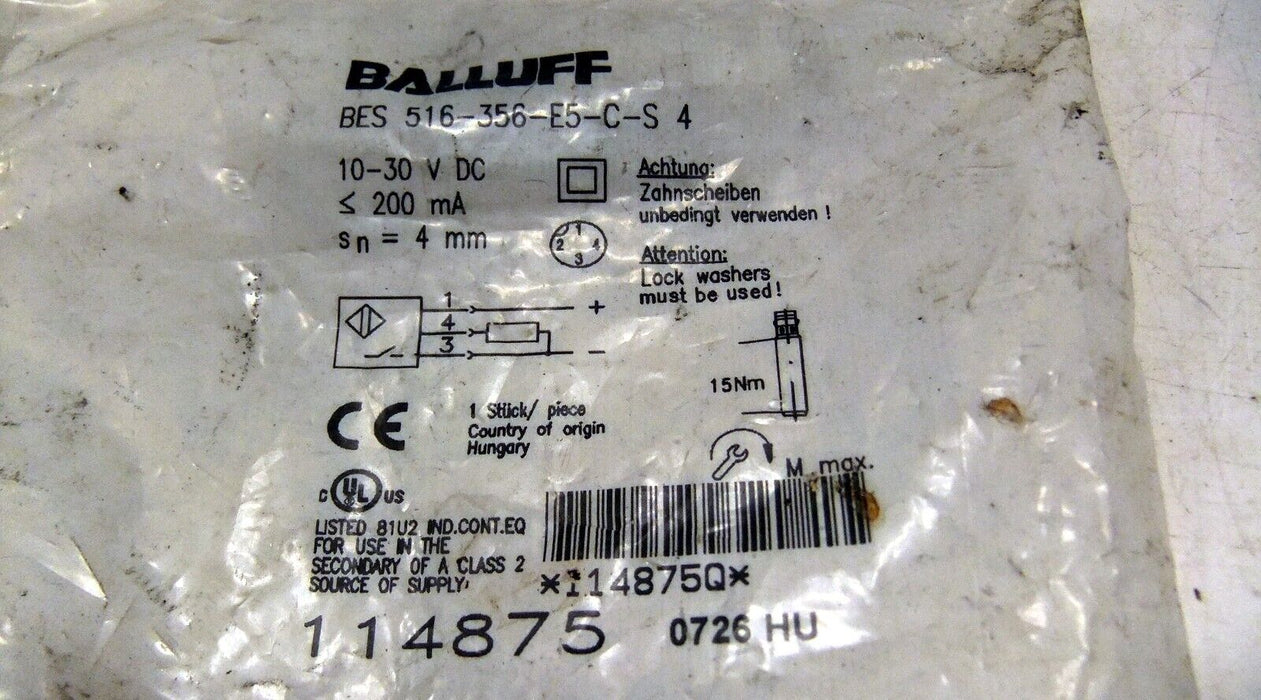 BALLUFF
BES 516-356-E5-C-S 4
10-30 V DC
≤ 200 mA
sn = 4 mm
1
2 4
3
Achtung:
Zahnscheiben
unbedingt verwenden !
Attention:
Lock washers
must be used!
1 +
4
3 -
15Nm
M max.
CE
1 Stück/ piece
Country of origin
Hungary
C UL US
LISTED 81U2 IND.CONT.EQ
FOR USE IN THE
SECONDARY OF A CLASS 2
SOURCE OF SUPPLY
*114875Q*
114875 0726 HU